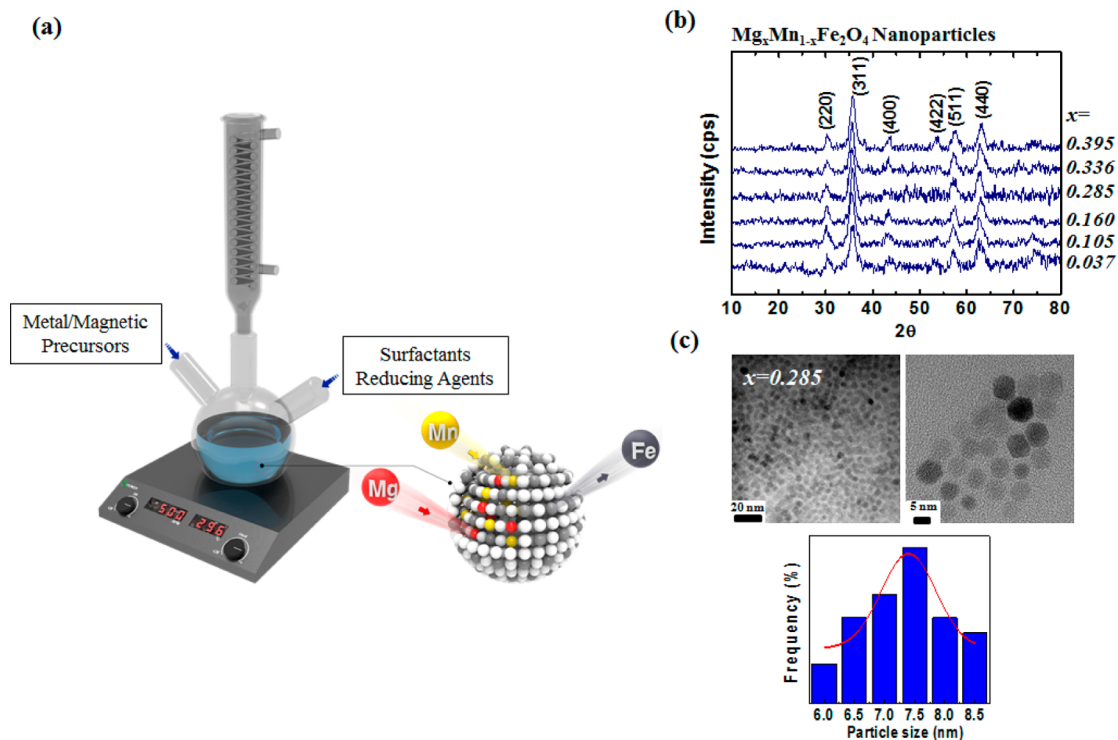 (a)
Metal/Magnetic
Precursors
Surfactants
Reducing Agents
Mn
Mg
Fe
500 296
(b)
MgₓMn₁₋ₓFe₂O₄ Nanoparticles
Intensity (cps)
(220)
(311)
(400)
(422)
(511)
(440)
x=
0.395
0.336
0.285
0.160
0.105
0.037
10 20 30 40 50 60 70 80
2θ
(c)
x=0.285
20 nm
5 nm
Frequency (%)
6.0 6.5 7.0 7.5 8.0 8.5
Particle size (nm)